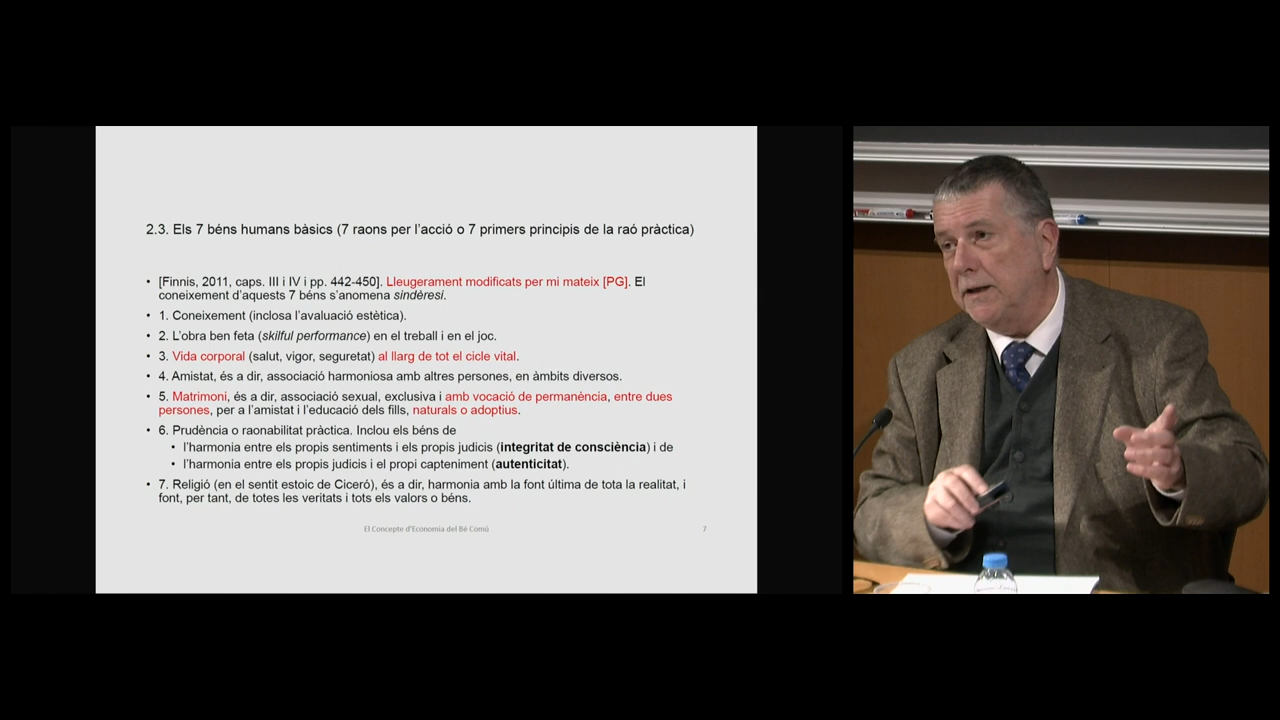 2.3. Els 7 béns humans bàsics (7 raons per l'acció o 7 primers principis de la raó pràctica)
• [Finnis, 2011, caps. III i IV i pp. 442-450]. Lleugerament modificats per mi mateix [PG]. El
coneixement d'aquests 7 béns s'anomena sindèresi.
• 1. Coneixement (inclosa l'avaluació estètica).
• 2. L'obra ben feta (skilful performance) en el treball i en el joc.
• 3. Vida corporal (salut, vigor, seguretat) al llarg de tot el cicle vital.
• 4. Amistat, és a dir, associació harmoniosa amb altres persones, en àmbits diversos.
• 5. Matrimoni, és a dir, associació sexual, exclusiva i amb vocació de permanència, entre dues
persones, per a l'amistat i l'educació dels fills, naturals o adoptius.
• 6. Prudència o raonabilitat pràctica. Inclou els béns de
• l'harmonia entre els propis sentiments i els propis judicis (integritat de consciència) i de
• l'harmonia entre els propis judicis i el propi capteniment (autenticitat).
• 7. Religió (en el sentit estoic de Ciceró), és a dir, harmonia amb la font última de tota la realitat, i
font, per tant, de totes les veritats i tots els valors o béns.
El Concepte d'Economia del Bé Comú
7